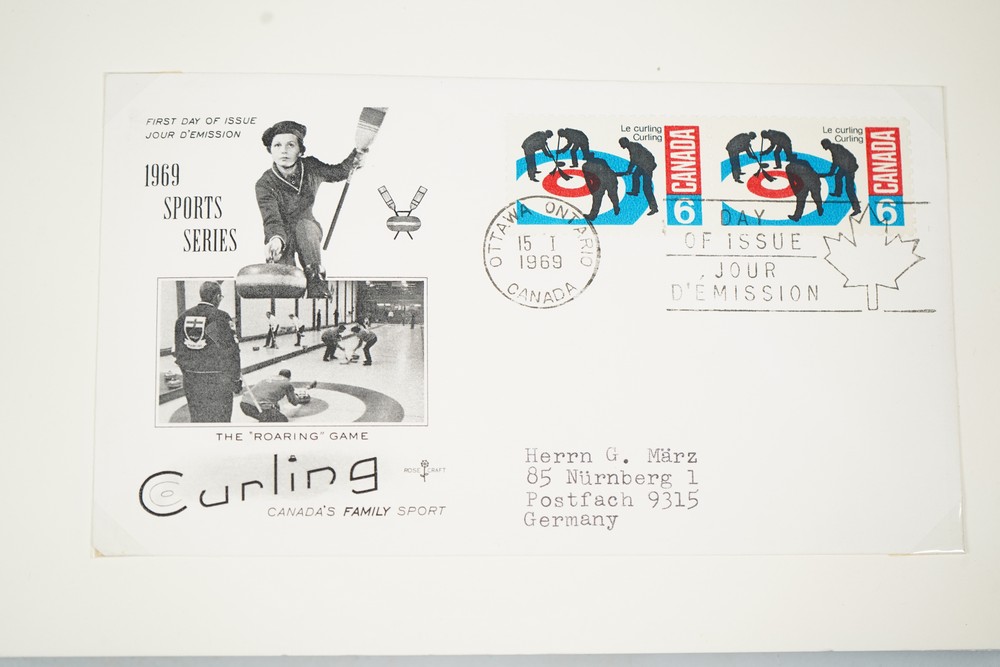 FIRST DAY OF ISSUE
JOUR D'EMISSION
1969
SPORTS
SERIES
THE "ROARING" GAME
Curling
ROSE CRAFT
CANADA'S FAMILY SPORT
Le curling
Curling
CANADA
6
Le curling
Curling
CANADA
6
OTTAWA ONTARIO
15 I
1969
CANADA
DAY
OF ISSUE
JOUR
D'EMISSION
Herrn G. März
85 Nürnberg 1
Postfach 9315
Germany